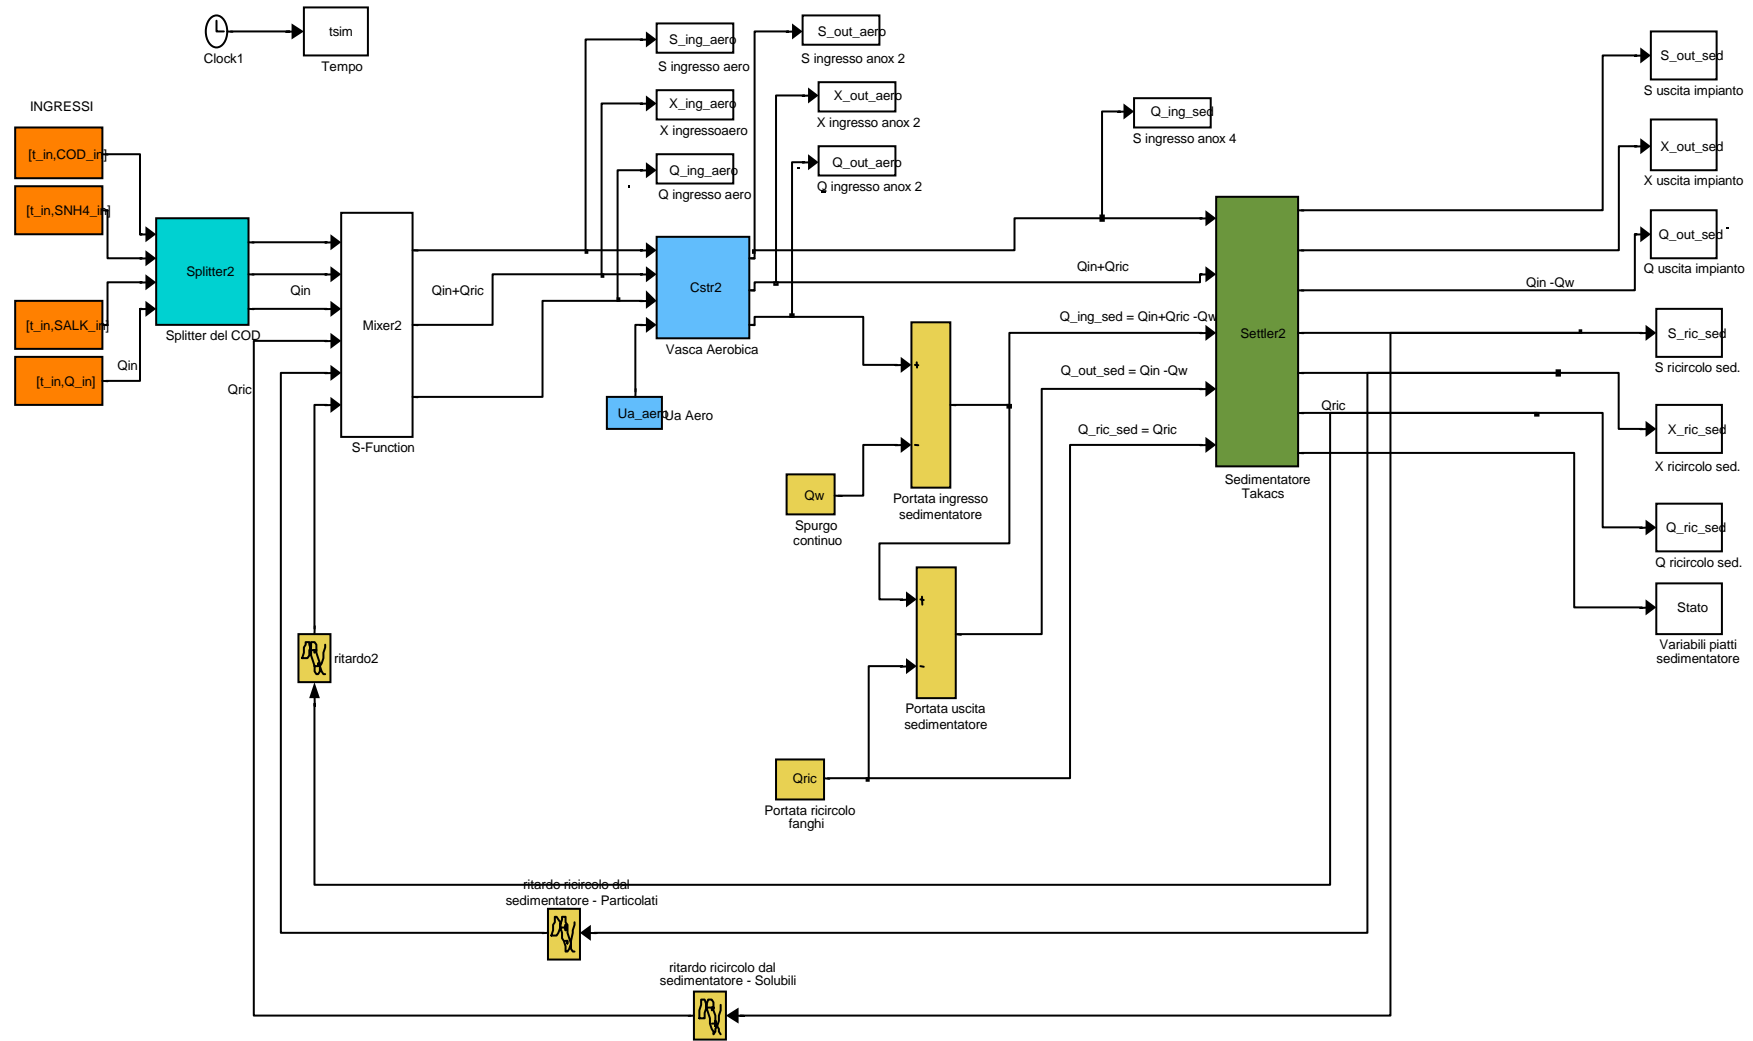 tsim
Clock1
Tempo
INGRESSI
[t_in,COD_in]
[t_in,SNH4_in]
[t_in,SALK_in]
[t_in,Q_in]
Qin
Splitter2
Splitter del COD
Qin
Qric
Mixer2
S-Function
Qin+Qric
S_ing_aero
S ingresso aero
X_ing_aero
X ingressoaero
Q_ing_aero
Q ingresso aero
S_out_aero
S ingresso anox 2
X_out_aero
X ingresso anox 2
Q_out_aero
Q ingresso anox 2
Cstr2
Vasca Aerobica
Ua_aero
Ua Aero
Q_ing_sed
S ingresso anox 4
Qin+Qric
Q_ing_sed = Qin+Qric -Qw
Q_out_sed = Qin -Qw
Q_ric_sed = Qric
+
-
Portata ingresso
sedimentatore
Qw
Spurgo
continuo
+
-
Portata uscita
sedimentatore
Qric
Portata ricircolo
fanghi
Settler2
Sedimentatore
Takacs
Qin -Qw
Qric
S_out_sed
S uscita impianto
X_out_sed
X uscita impianto
Q_out_sed
Q uscita impianto
S_ric_sed
S ricircolo sed.
X_ric_sed
X ricircolo sed.
Q_ric_sed
Q ricircolo sed.
Stato
Variabili piatti
sedimentatore
ritardo2
ritardo ricircolo dal
sedimentatore - Particolati
ritardo ricircolo dal
sedimentatore - Solubili